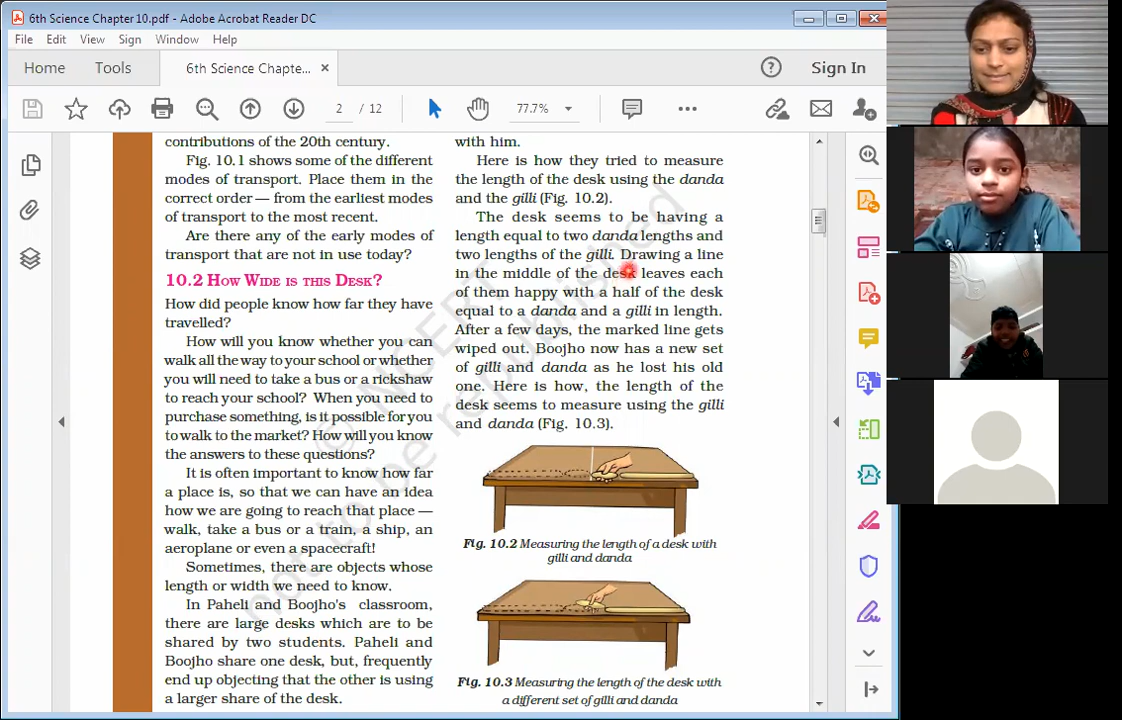 6th Science Chapter 10.pdf - Adobe Acrobat Reader DC
File Edit View Sign Window Help
Home Tools 6th Science Chapte... × Sign In
2 / 12 77.7%
contributions of the 20th century.
Fig. 10.1 shows some of the different
modes of transport. Place them in the
correct order — from the earliest modes
of transport to the most recent.
Are there any of the early modes of
transport that are not in use today?
10.2 HOW WIDE IS THIS DESK?
How did people know how far they have
travelled?
How will you know whether you can
walk all the way to your school or whether
you will need to take a bus or a rickshaw
to reach your school? When you need to
purchase something, is it possible for you
to walk to the market? How will you know
the answers to these questions?
It is often important to know how far
a place is, so that we can have an idea
how we are going to reach that place —
walk, take a bus or a train, a ship, an
aeroplane or even a spacecraft!
Sometimes, there are objects whose
length or width we need to know.
In Paheli and Boojho's classroom,
there are large desks which are to be
shared by two students. Paheli and
Boojho share one desk, but, frequently
end up objecting that the other is using
a larger share of the desk.
with him.
Here is how they tried to measure
the length of the desk using the danda
and the gilli (Fig. 10.2).
The desk seems to be having a
length equal to two danda lengths and
two lengths of the gilli. Drawing a line
in the middle of the desk leaves each
of them happy with a half of the desk
equal to a danda and a gilli in length.
After a few days, the marked line gets
wiped out. Boojho now has a new set
of gilli and danda as he lost his old
one. Here is how, the length of the
desk seems to measure using the gilli
and danda (Fig. 10.3).
Fig. 10.2 Measuring the length of a desk with
gilli and danda
Fig. 10.3 Measuring the length of the desk with
a different set of gilli and danda
© NCERT
not to be republished